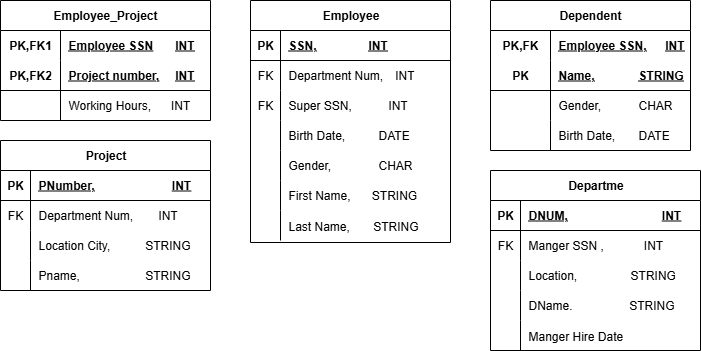 Employee_Project
PK,FK1 Employee SSN INT
PK,FK2 Project number, INT
Working Hours, INT
Project
PK PNumber, INT
FK Department Num, INT
Location City, STRING
Pname, STRING
Employee
PK SSN, INT
FK Department Num, INT
FK Super SSN, INT
Birth Date, DATE
Gender, CHAR
First Name, STRING
Last Name, STRING
Dependent
PK,FK Employee SSN, INT
PK Name, STRING
Gender, CHAR
Birth Date, DATE
Departme
PK DNUM, INT
FK Manger SSN , INT
Location, STRING
DName. STRING
Manger Hire Date